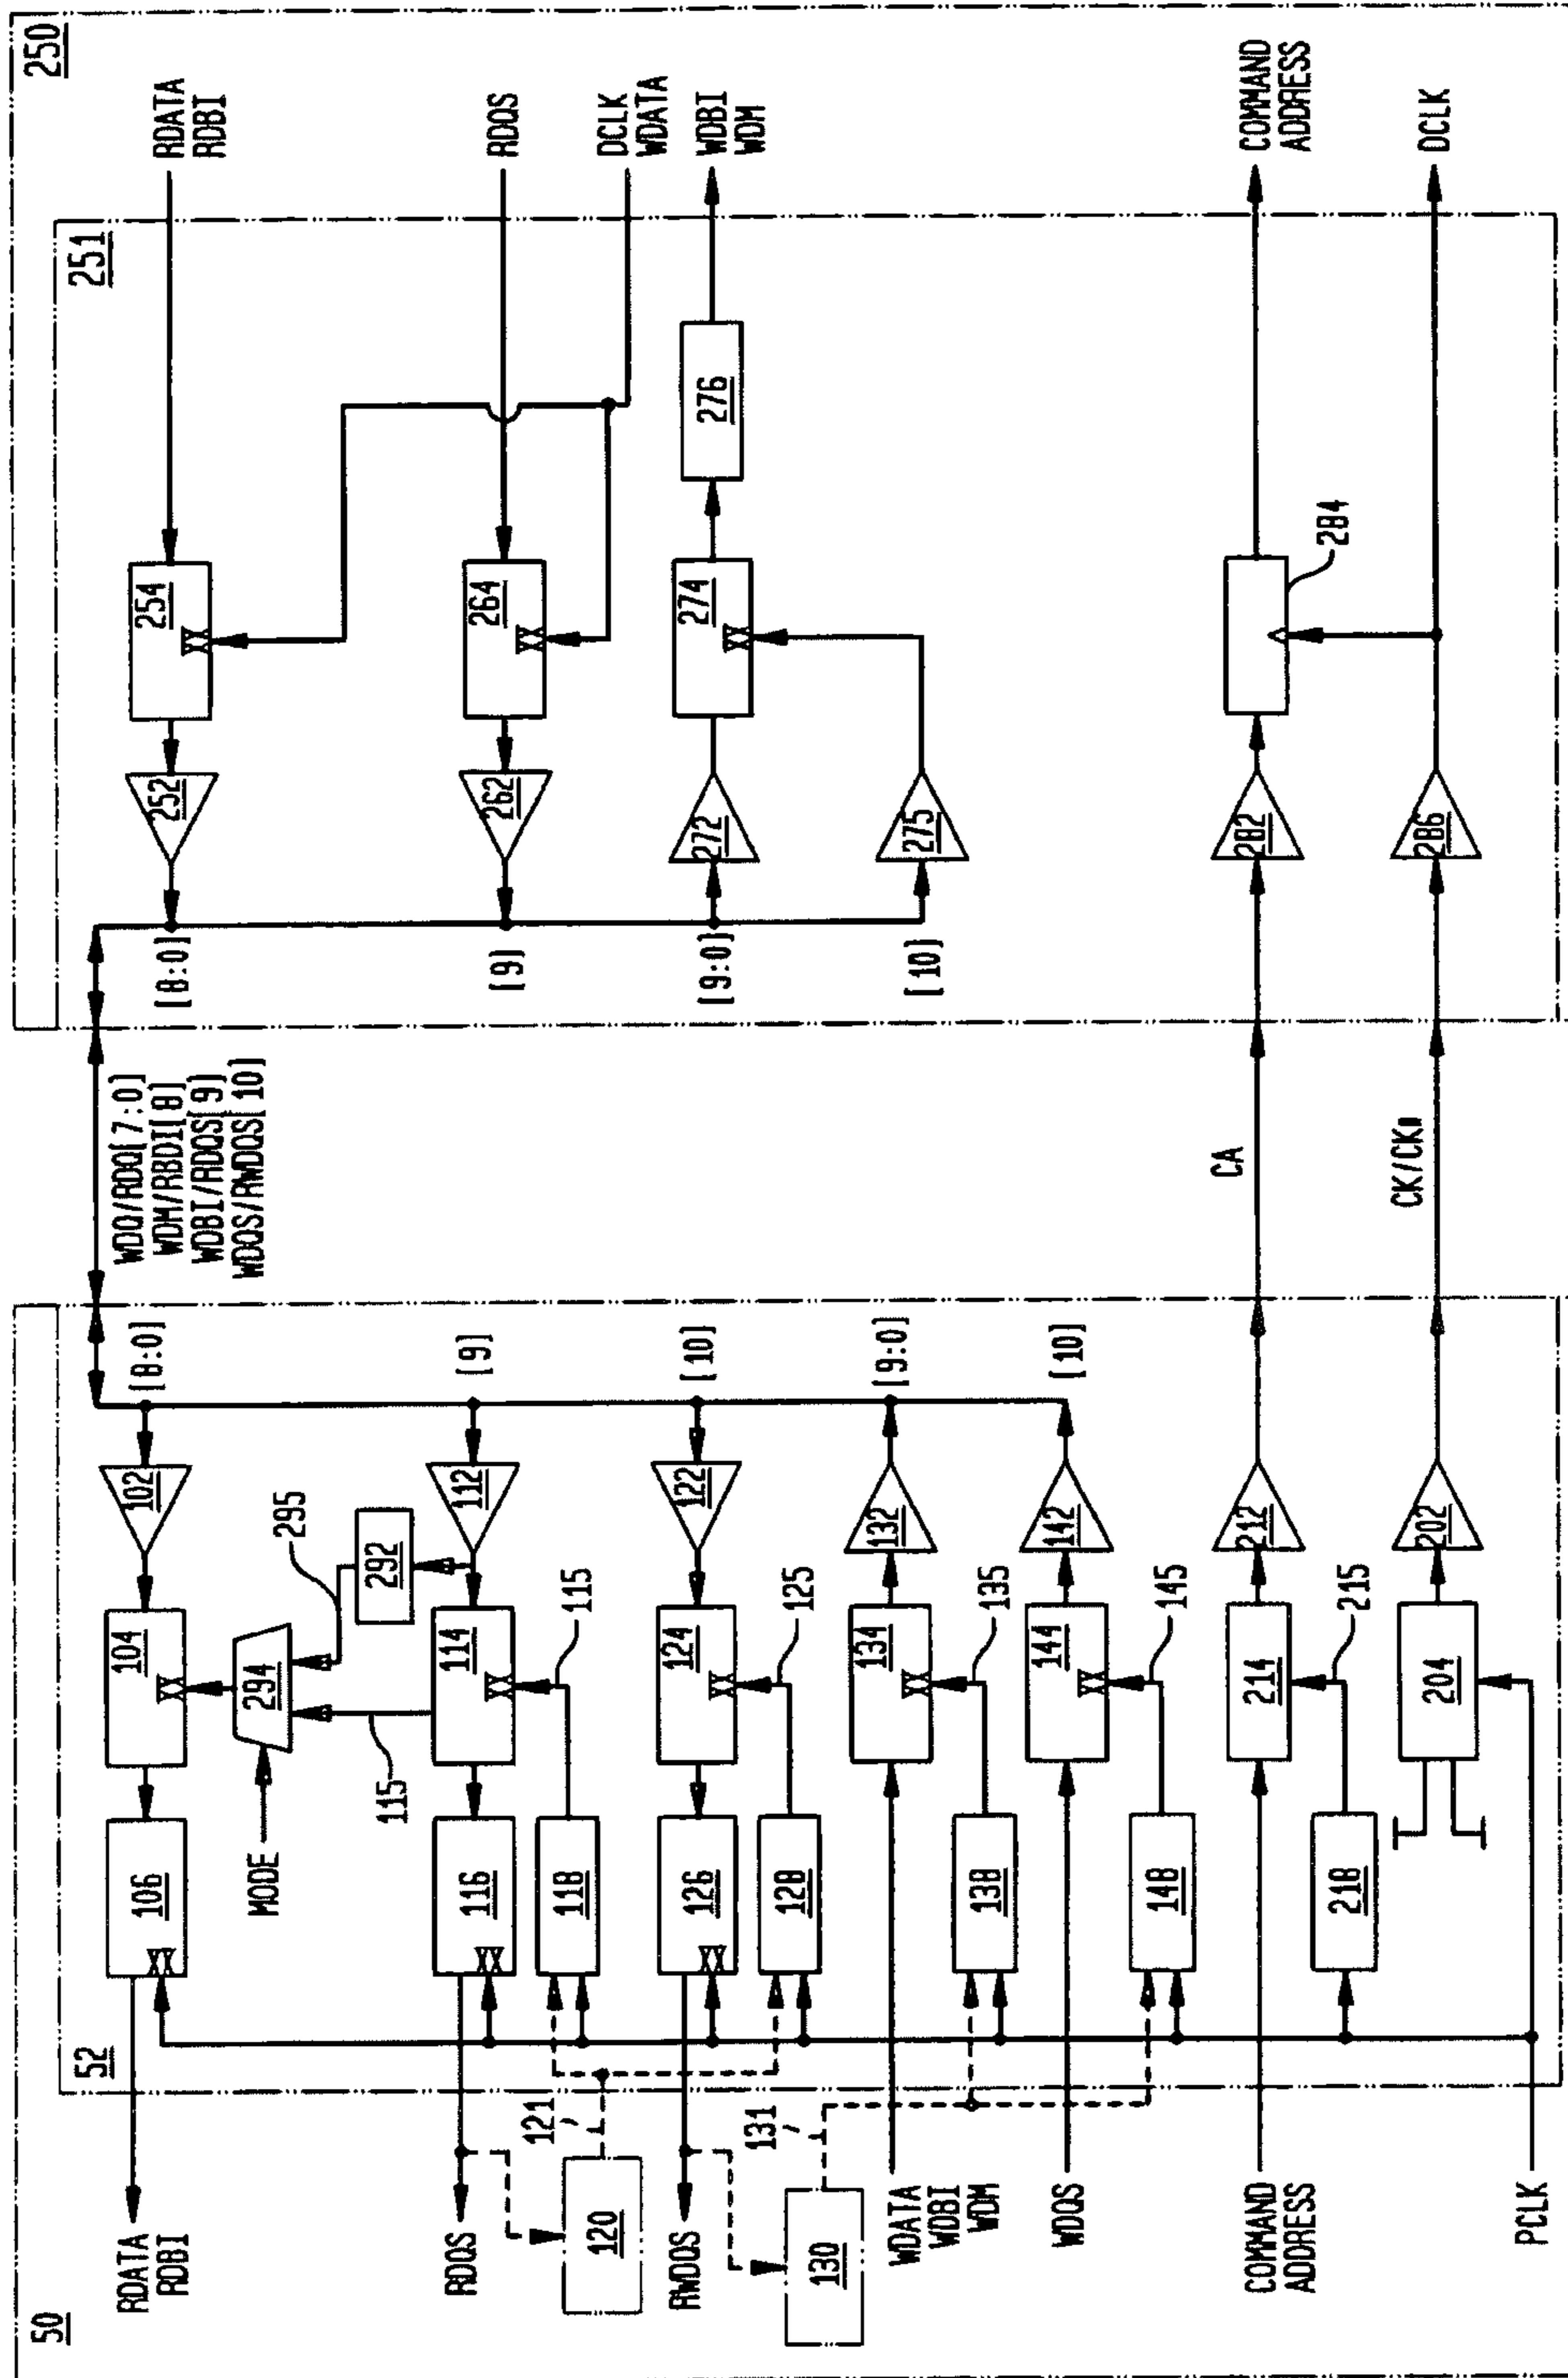 50
52
250
251
RDATA
RDBI
106
104
102
[8:0]
WDQ/RDQ[7:0]
WDM/RBDI[8]
WDBI/RDQS[9]
WDQS/RWDQS[10]
[8:0]
252
254
RDATA
RDBI
MODE
294
295
292
115
RDQS
116
114
112
[9]
[9]
262
264
RDQS
120
121
118
115
DCLK
WDATA
RWDQS
126
124
122
[10]
[9:0]
272
274
276
WDBI
WDM
130
131
128
125
WDATA
WDBI
WDM
134
132
[9:0]
[10]
275
138
135
WDQS
144
142
[10]
148
145
COMMAND
ADDRESS
214
212
CA
282
284
COMMAND
ADDRESS
218
215
204
202
CK/CK#
286
DCLK
PCLK